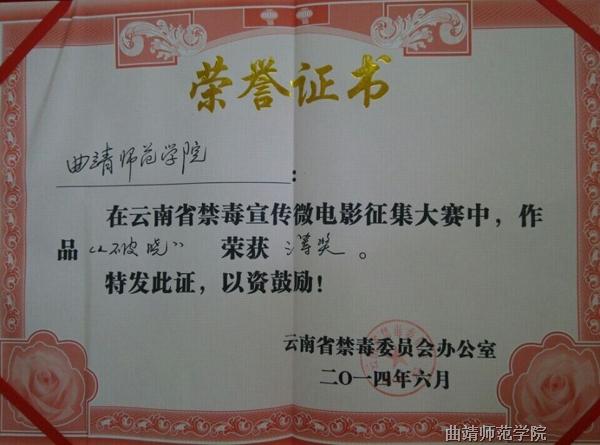 荣誉证书
曲靖师范学院:
在云南省禁毒宣传微电影征集大赛中，作
品“破晓” 荣获 奖。
特发此证，以资鼓励！
云南省禁毒委员会办公室
二〇一四年六月
曲靖师范学院